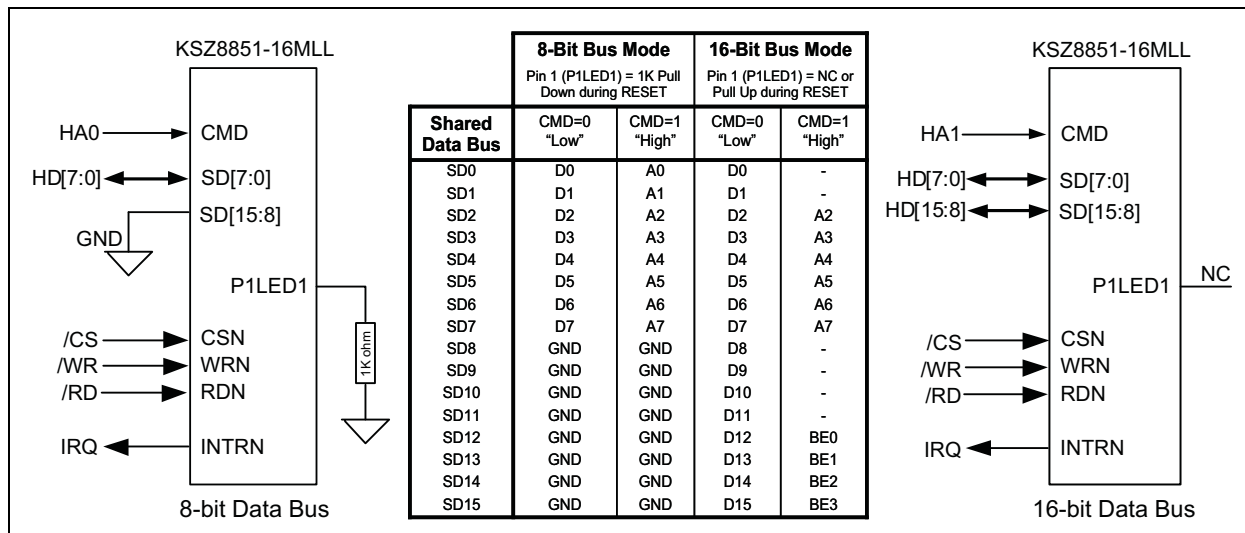 KSZ8851-16MLL
HA0
CMD
HD[7:0]
SD[7:0]
SD[15:8]
GND
P1LED1
1K ohm
/CS
CSN
/WR
WRN
/RD
RDN
IRQ
INTRN
8-bit Data Bus
8-Bit Bus Mode 16-Bit Bus Mode
Pin 1 (P1LED1) = 1K Pull Down during RESET
Pin 1 (P1LED1) = NC or Pull Up during RESET
Shared Data Bus CMD=0 "Low" CMD=1 "High" CMD=0 "Low" CMD=1 "High"
SD0 D0 A0 D0 -
SD1 D1 A1 D1 -
SD2 D2 A2 D2 A2
SD3 D3 A3 D3 A3
SD4 D4 A4 D4 A4
SD5 D5 A5 D5 A5
SD6 D6 A6 D6 A6
SD7 D7 A7 D7 A7
SD8 GND GND D8 -
SD9 GND GND D9 -
SD10 GND GND D10 -
SD11 GND GND D11 -
SD12 GND GND D12 BE0
SD13 GND GND D13 BE1
SD14 GND GND D14 BE2
SD15 GND GND D15 BE3
KSZ8851-16MLL
HA1
CMD
HD[7:0]
SD[7:0]
HD[15:8]
SD[15:8]
P1LED1
NC
/CS
CSN
/WR
WRN
/RD
RDN
IRQ
INTRN
16-bit Data Bus